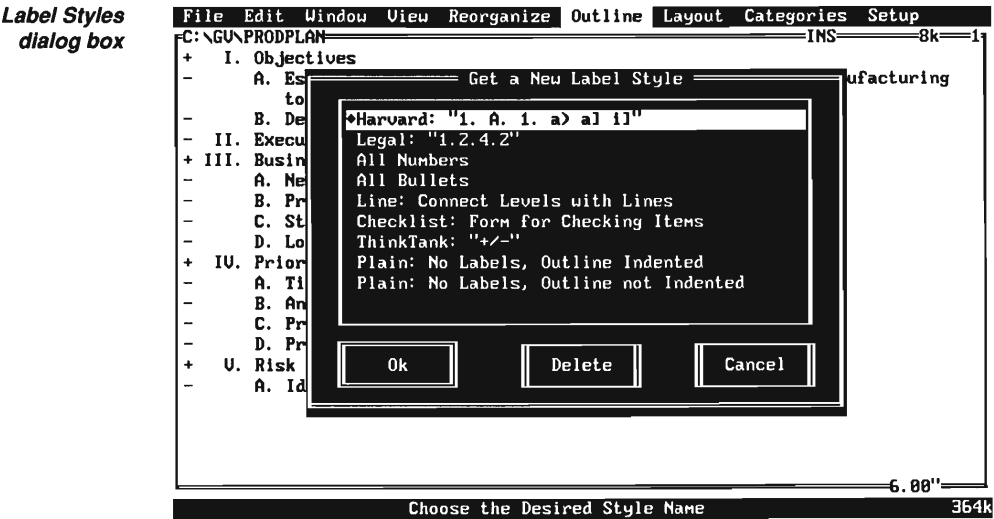 Label Styles
dialog box
File Edit Window View Reorganize Outline Layout Categories Setup
C:\GV\PRODPLAN INS 8k 1
+ I. Objectives
- A. Es ufacturing
to
- B. De
- II. Execu
+ III. Busin
- A. Ne
- B. Pr
- C. St
- D. Lo
+ IV. Prior
- A. Ti
- B. An
- C. Pr
- D. Pr
+ V. Risk
- A. Id
Get a New Label Style
◆Harvard: "1. A. 1. a) a] i]"
Legal: "1.2.4.2"
All Numbers
All Bullets
Line: Connect Levels with Lines
Checklist: Form for Checking Items
ThinkTank: "+/-"
Plain: No Labels, Outline Indented
Plain: No Labels, Outline not Indented
Ok Delete Cancel
6.00"
Choose the Desired Style Name 364k